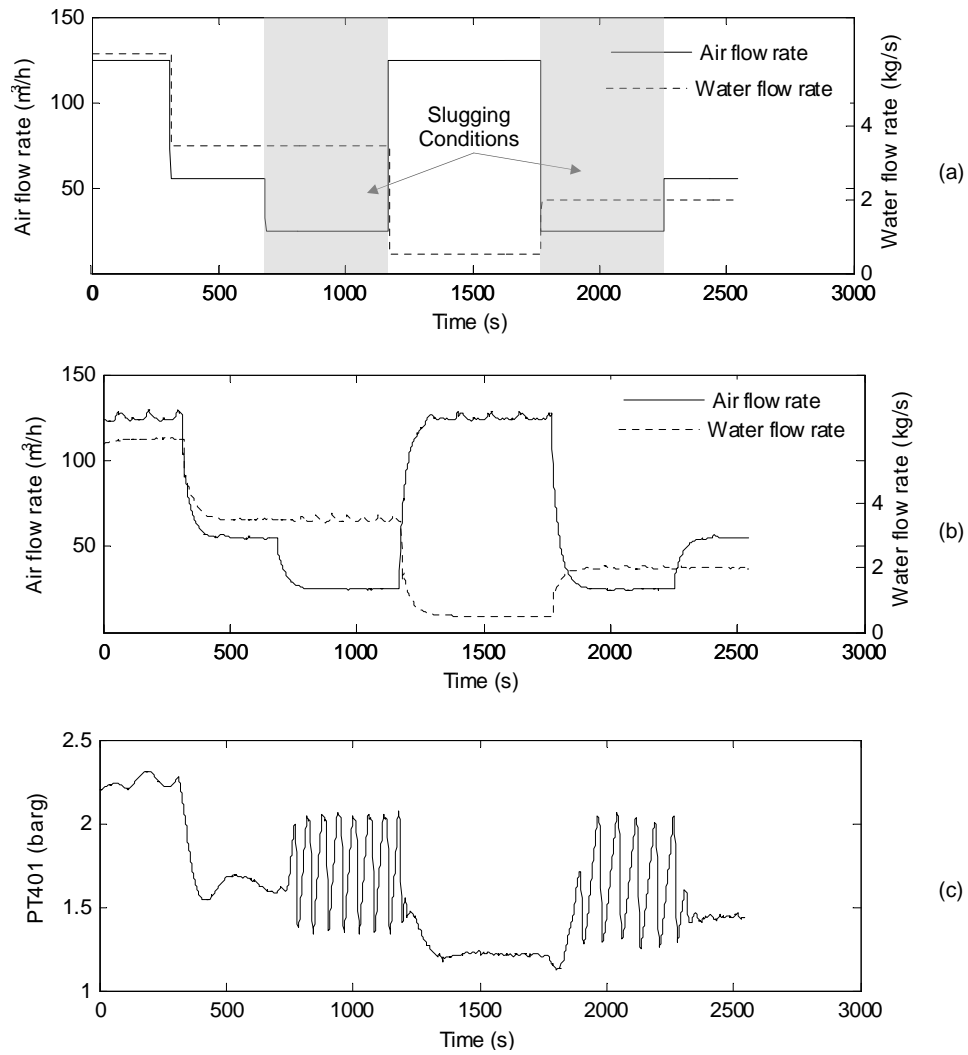 150
100
50
Air flow rate (m³/h)
Air flow rate
Water flow rate
Slugging
Conditions
4
2
0
Water flow rate (kg/s)
(a)
0
500
1000
1500
2000
2500
3000
Time (s)
150
100
50
Air flow rate (m³/h)
Air flow rate
Water flow rate
4
2
0
Water flow rate (kg/s)
(b)
0
500
1000
1500
2000
2500
3000
Time (s)
2.5
2
1.5
1
PT401 (barg)
(c)
0
500
1000
1500
2000
2500
3000
Time (s)